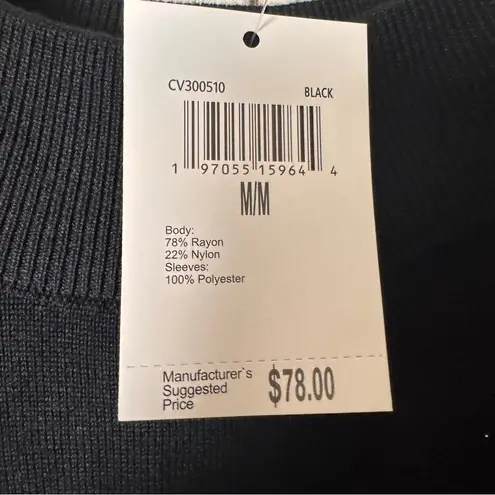 CV300510 BLACK
1 97055 15964 4
M/M
Body:
78% Rayon
22% Nylon
Sleeves:
100% Polyester
Manufacturer`s
Suggested
Price
$78.00